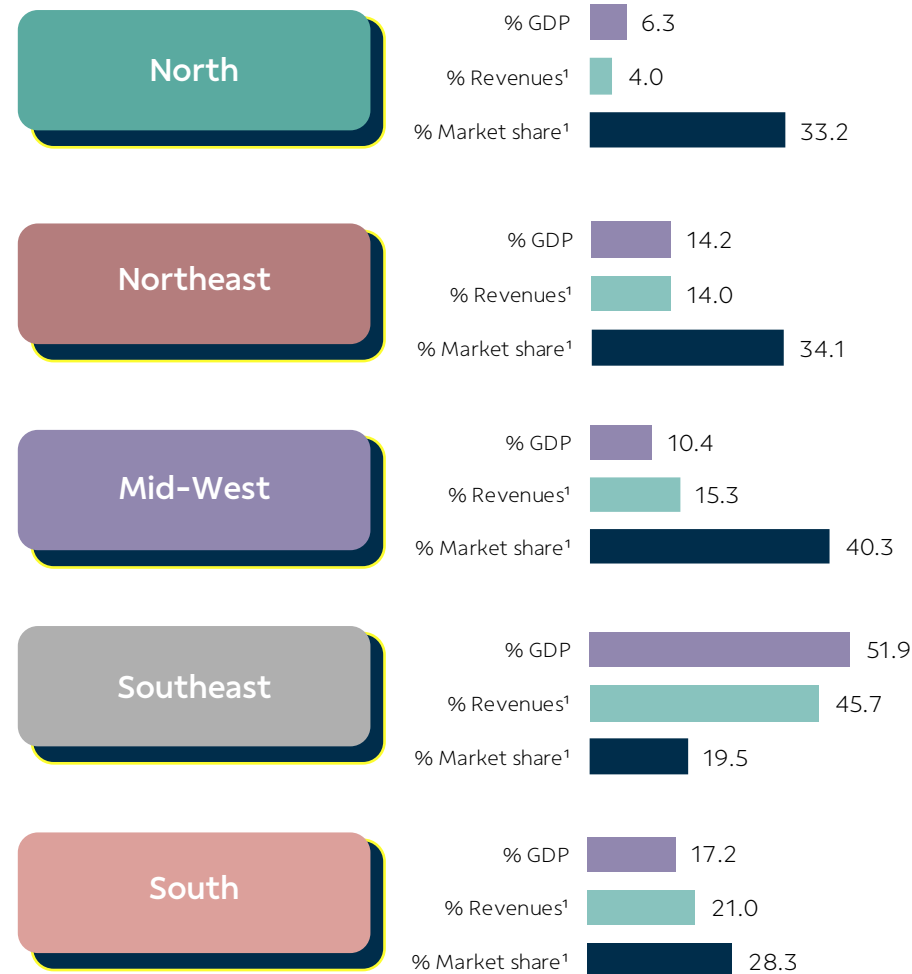 North
% GDP 6.3
% Revenues¹ 4.0
% Market share¹ 33.2
Northeast
% GDP 14.2
% Revenues¹ 14.0
% Market share¹ 34.1
Mid-West
% GDP 10.4
% Revenues¹ 15.3
% Market share¹ 40.3
Southeast
% GDP 51.9
% Revenues¹ 45.7
% Market share¹ 19.5
South
% GDP 17.2
% Revenues¹ 21.0
% Market share¹ 28.3